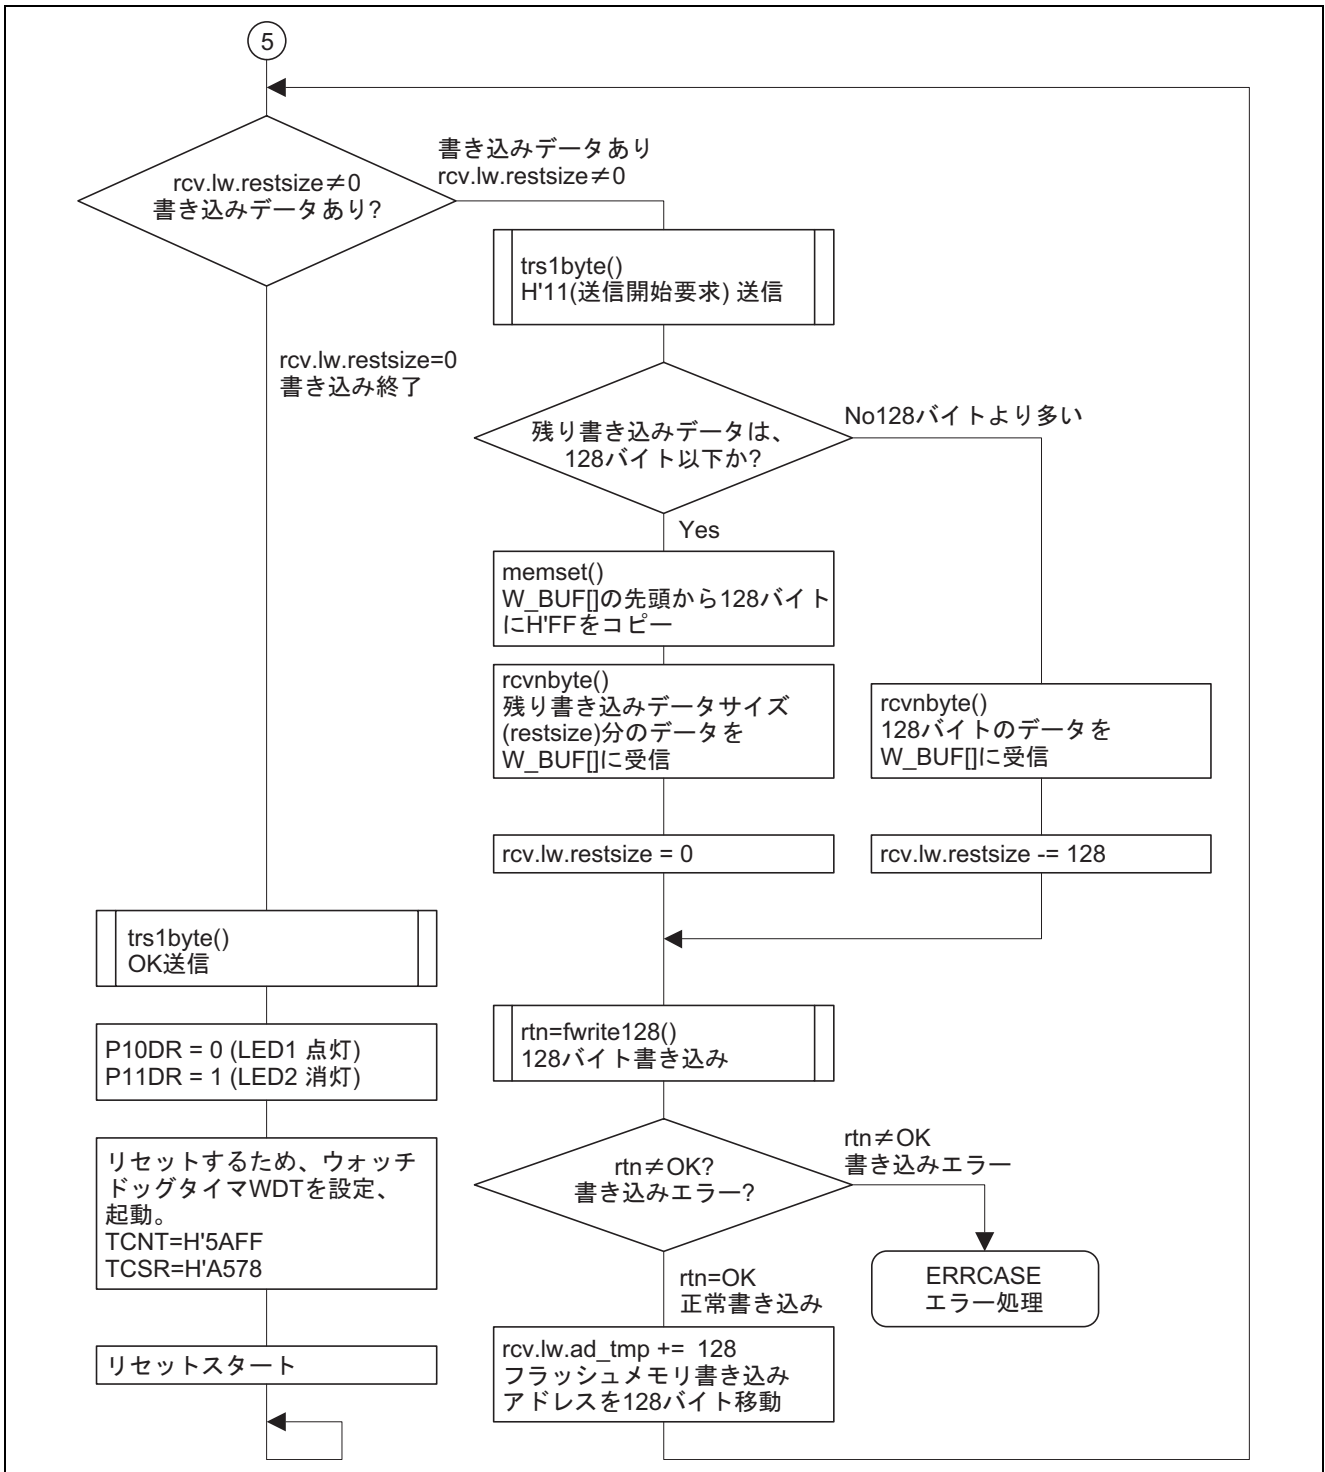 5
rcv.lw.restsize≠0
書き込みデータあり?
書き込みデータあり
rcv.lw.restsize≠0
trs1byte()
H'11(送信開始要求) 送信
rcv.lw.restsize=0
書き込み終了
残り書き込みデータは、
128バイト以下か?
No128バイトより多い
Yes
memset()
W_BUF[]の先頭から128バイト
にH'FFをコピー
rcvnbyte()
残り書き込みデータサイズ
(restsize)分のデータを
W_BUF[]に受信
rcvnbyte()
128バイトのデータを
W_BUF[]に受信
rcv.lw.restsize = 0
rcv.lw.restsize -= 128
trs1byte()
OK送信
P10DR = 0 (LED1 点灯)
P11DR = 1 (LED2 消灯)
リセットするため、ウォッチ
ドッグタイマWDTを設定、
起動。
TCNT=H'5AFF
TCSR=H'A578
リセットスタート
rtn=fwrite128()
128バイト書き込み
rtn≠OK?
書き込みエラー?
rtn≠OK
書き込みエラー
ERRCASE
エラー処理
rtn=OK
正常書き込み
rcv.lw.ad_tmp += 128
フラッシュメモリ書き込み
アドレスを128バイト移動